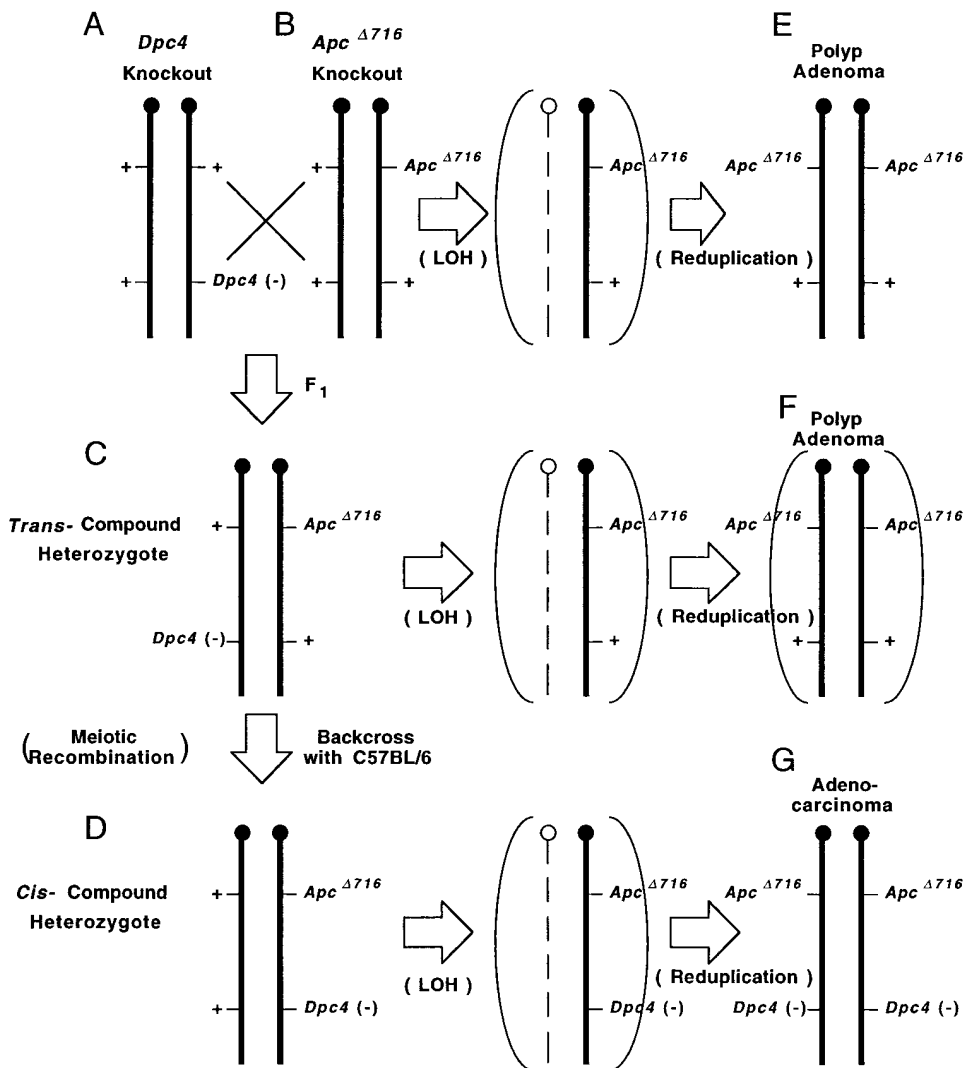 A
Dpc4
Knockout
B
Apc Δ716
Knockout
E
Polyp
Adenoma
+ + + Apc Δ716 Apc Δ716 Apc Δ716 Apc Δ716
( LOH ) ( Reduplication )
+ Dpc4 (-) + + + + +
F1
C
Trans- Compound
Heterozygote
F
Polyp
Adenoma
+ Apc Δ716 Apc Δ716 Apc Δ716 Apc Δ716
( LOH ) ( Reduplication )
Dpc4 (-) + + + +
( Meiotic
Recombination )
Backcross
with C57BL/6
D
Cis- Compound
Heterozygote
G
Adeno-
carcinoma
+ Apc Δ716 Apc Δ716 Apc Δ716 Apc Δ716
( LOH ) ( Reduplication )
+ Dpc4 (-) Dpc4 (-) Dpc4 (-) Dpc4 (-)